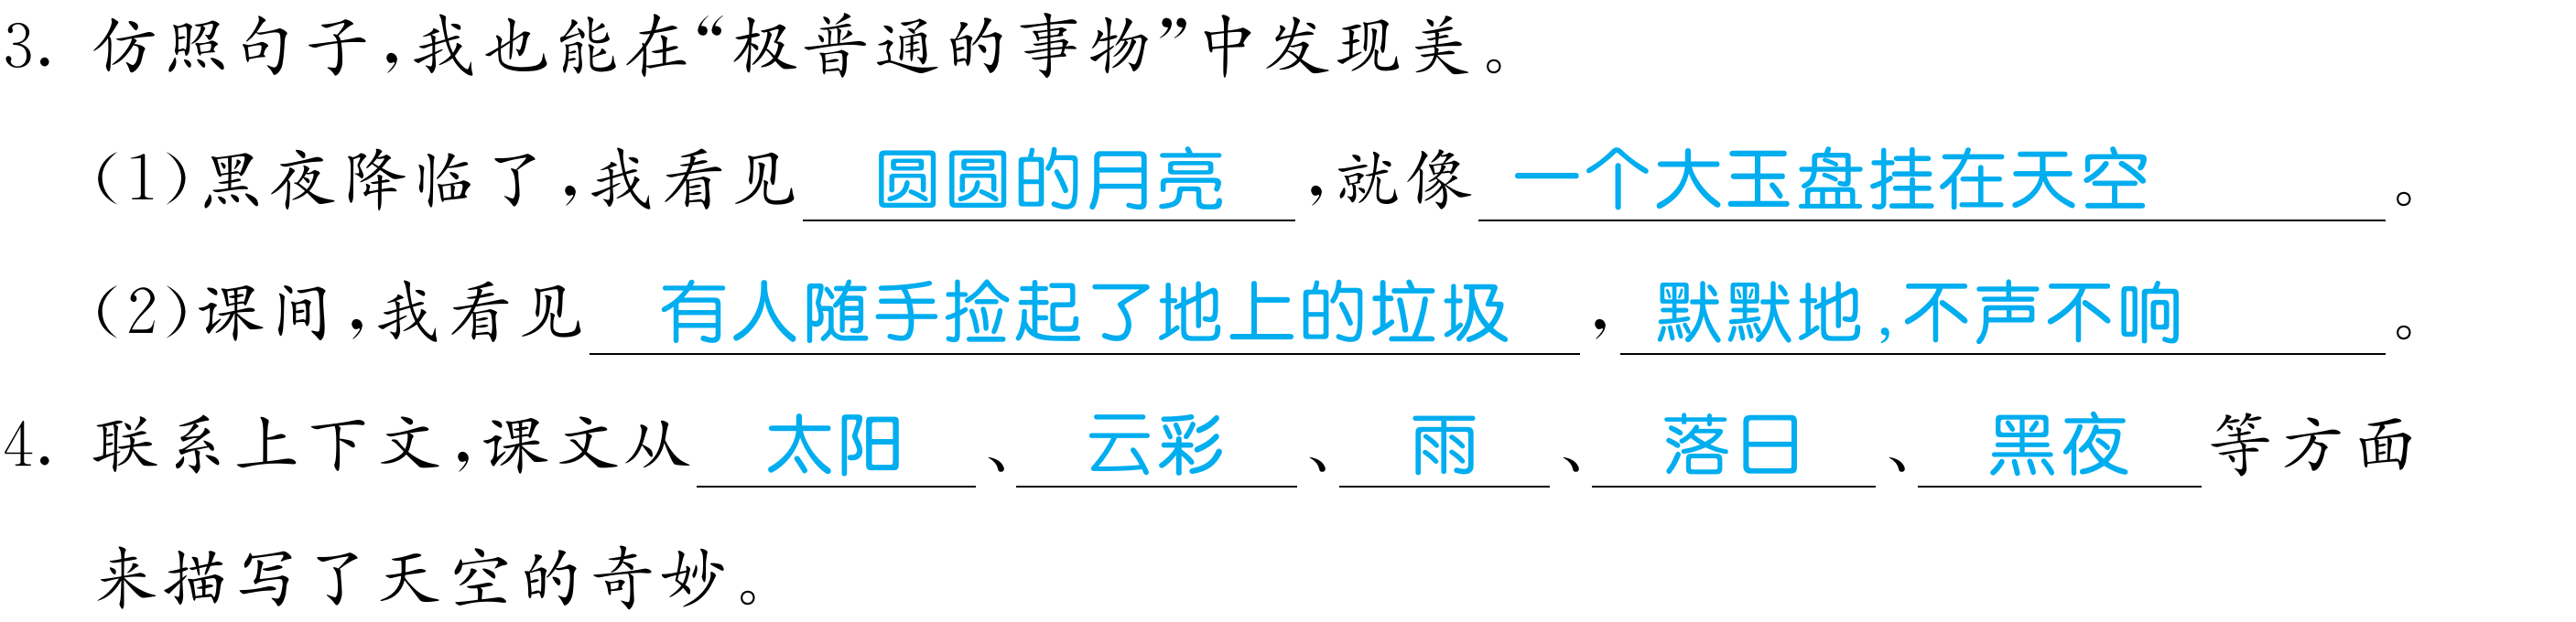 3. 仿照句子,我也能在“极普通的事物”中发现美。
(1)黑夜降临了,我看见 圆圆的月亮 ,就像 一个大玉盘挂在天空 。
(2)课间,我看见 有人随手捡起了地上的垃圾 , 默默地,不声不响 。
4. 联系上下文,课文从 太阳 、 云彩 、 雨 、 落日 、 黑夜 等方面
来描写了天空的奇妙。